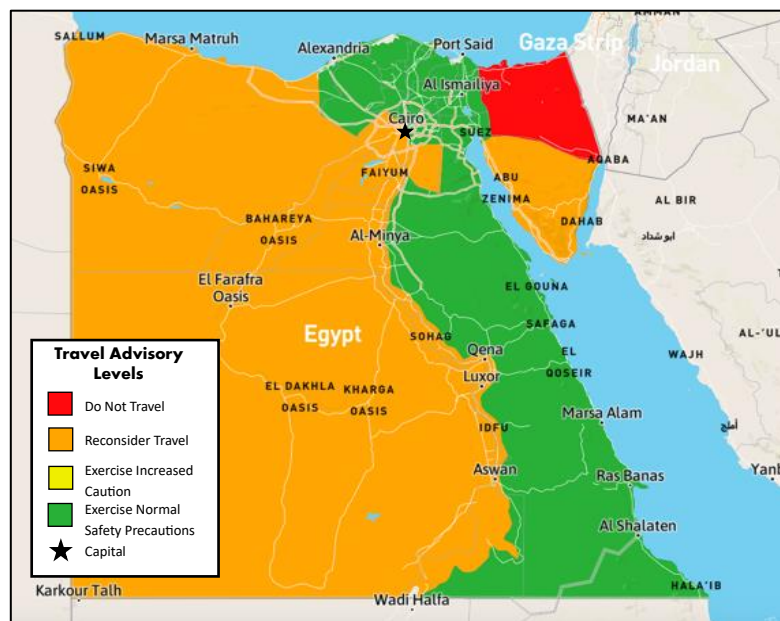 AMMAN
SALLUM
Marsa Matruh
Alexandria
Port Said
Gaza Strip
Jordan
Al Ismailiya
Cairo
SUEZ
MA'AN
AQABA
SIWA
OASIS
FAIYUM
ABU
ZENIMA
AL BIR
DAHAB
BAHAREYA
OASIS
Al-Minya
ابو شداد
El Farafra
Oasis
EL GOUNA
Egypt
SOHAG
SAFAGA
Qena
EL
QOSEIR
WAJH
AL-'UL
Luxor
EL DAKHLA
OASIS
KHARGA
OASIS
Marsa Alam
أملج
IDFU
Aswan
Ras Banas
Yanb
Al Shalaten
HALA'IB
Karkour Talh
Wadi Halfa
Travel Advisory
Levels
Do Not Travel
Reconsider Travel
Exercise Increased
Caution
Exercise Normal
Safety Precautions
Capital